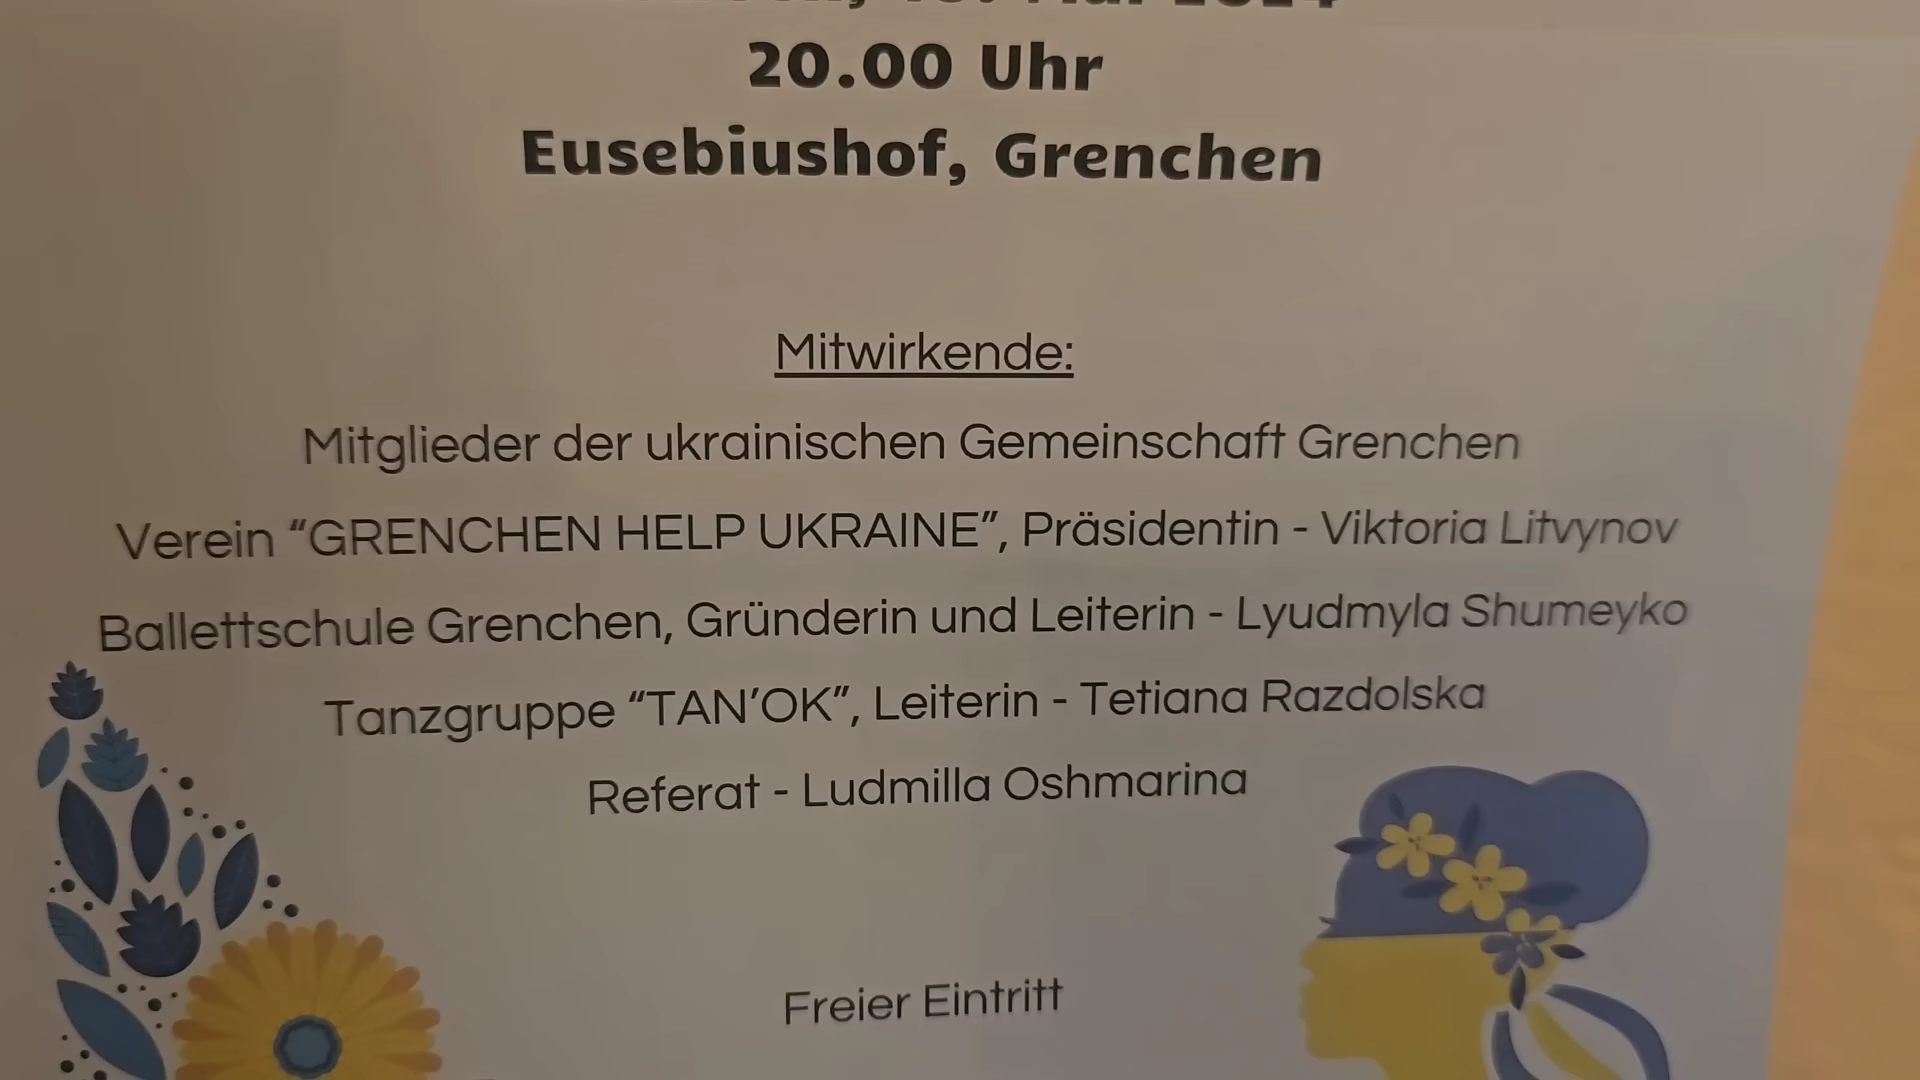 20.00 Uhr
Eusebiushof, Grenchen
Mitwirkende:
Mitglieder der ukrainischen Gemeinschaft Grenchen
Verein “GRENCHEN HELP UKRAINE”, Präsidentin - Viktoria Litvynov
Ballettschule Grenchen, Gründerin und Leiterin - Lyudmyla Shumeyko
Tanzgruppe “TAN’OK”, Leiterin - Tetiana Razdolska
Referat - Ludmilla Oshmarina
Freier Eintritt